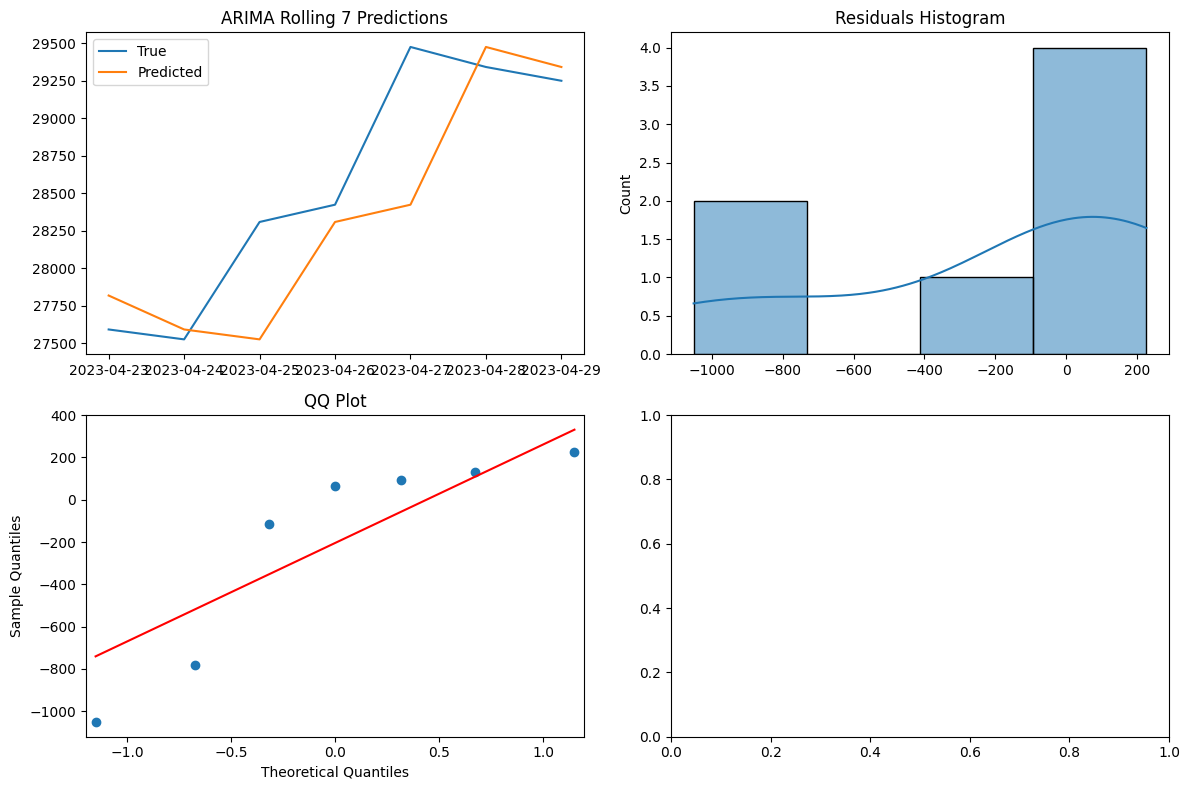 ARIMA Rolling 7 Predictions
True
Predicted
29500
29250
29000
28750
28500
28250
28000
27750
27500
2023-04-23 2023-04-24 2023-04-25 2023-04-26 2023-04-27 2023-04-28 2023-04-29
Residuals Histogram
Count
4.0
3.5
3.0
2.5
2.0
1.5
1.0
0.5
0.0
−1000 −800 −600 −400 −200 0 200
QQ Plot
Sample Quantiles
400
200
0
−200
−400
−600
−800
−1000
−1.0 −0.5 0.0 0.5 1.0
Theoretical Quantiles
1.0
0.8
0.6
0.4
0.2
0.0
0.0 0.2 0.4 0.6 0.8 1.0